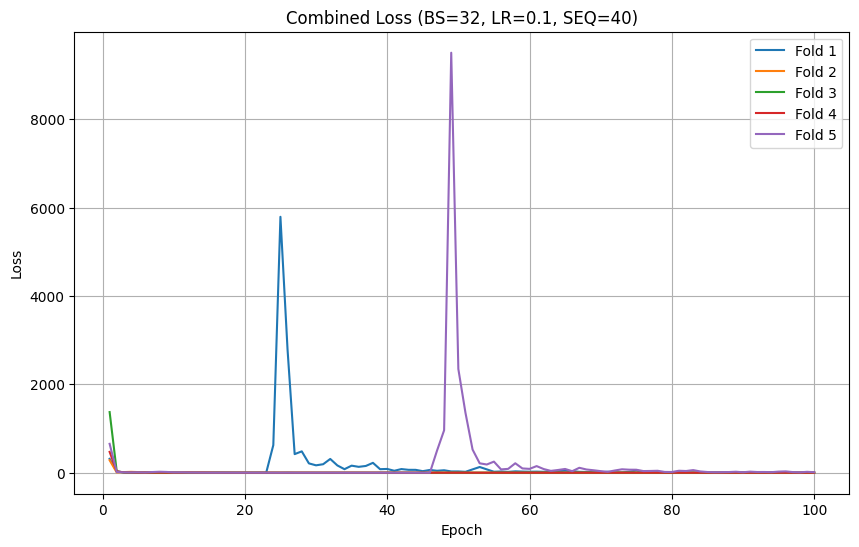 Combined Loss (BS=32, LR=0.1, SEQ=40)
Fold 1
Fold 2
Fold 3
Fold 4
Fold 5
Loss
8000
6000
4000
2000
0
0 20 40 60 80 100
Epoch